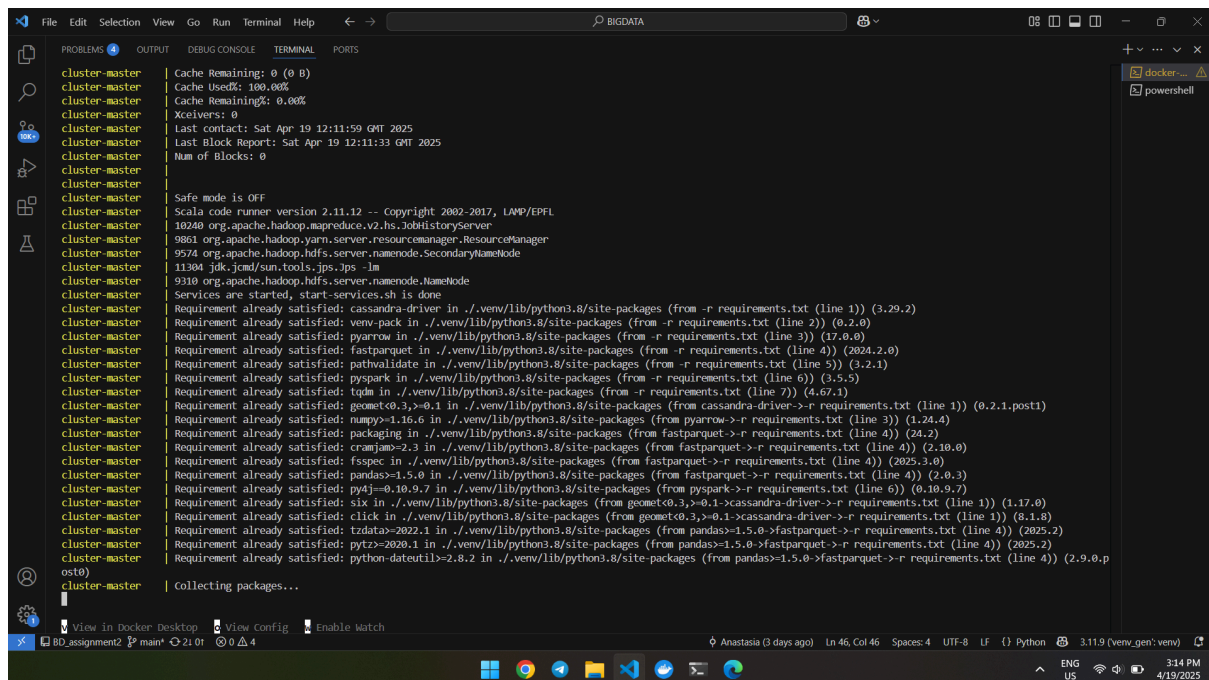 File Edit Selection View Go Run Terminal Help
BIGDATA
PROBLEMS 4 OUTPUT DEBUG CONSOLE TERMINAL PORTS
docker-...
powershell
10K+
cluster-master | Cache Remaining: 0 (0 B)
cluster-master | Cache Used%: 100.00%
cluster-master | Cache Remaining%: 0.00%
cluster-master | Xceivers: 0
cluster-master | Last contact: Sat Apr 19 12:11:59 GMT 2025
cluster-master | Last Block Report: Sat Apr 19 12:11:33 GMT 2025
cluster-master | Num of Blocks: 0
cluster-master |
cluster-master |
cluster-master | Safe mode is OFF
cluster-master | Scala code runner version 2.11.12 -- Copyright 2002-2017, LAMP/EPFL
cluster-master | 10240 org.apache.hadoop.mapreduce.v2.hs.JobHistoryServer
cluster-master | 9861 org.apache.hadoop.yarn.server.resourcemanager.ResourceManager
cluster-master | 9574 org.apache.hadoop.hdfs.server.namenode.SecondaryNameNode
cluster-master | 11304 jdk.jcmd/sun.tools.jps.Jps -lm
cluster-master | 9310 org.apache.hadoop.hdfs.server.namenode.NameNode
cluster-master | Services are started, start-services.sh is done
cluster-master | Requirement already satisfied: cassandra-driver in ./.venv/lib/python3.8/site-packages (from -r requirements.txt (line 1)) (3.29.2)
cluster-master | Requirement already satisfied: venv-pack in ./.venv/lib/python3.8/site-packages (from -r requirements.txt (line 2)) (0.2.0)
cluster-master | Requirement already satisfied: pyarrow in ./.venv/lib/python3.8/site-packages (from -r requirements.txt (line 3)) (17.0.0)
cluster-master | Requirement already satisfied: fastparquet in ./.venv/lib/python3.8/site-packages (from -r requirements.txt (line 4)) (2024.2.0)
cluster-master | Requirement already satisfied: pathvalidate in ./.venv/lib/python3.8/site-packages (from -r requirements.txt (line 5)) (3.2.1)
cluster-master | Requirement already satisfied: pyspark in ./.venv/lib/python3.8/site-packages (from -r requirements.txt (line 6)) (3.5.5)
cluster-master | Requirement already satisfied: tqdm in ./.venv/lib/python3.8/site-packages (from -r requirements.txt (line 7)) (4.67.1)
cluster-master | Requirement already satisfied: geomet<0.3,>=0.1 in ./.venv/lib/python3.8/site-packages (from cassandra-driver->-r requirements.txt (line 1)) (0.2.1.post1)
cluster-master | Requirement already satisfied: numpy>=1.16.6 in ./.venv/lib/python3.8/site-packages (from pyarrow->-r requirements.txt (line 3)) (1.24.4)
cluster-master | Requirement already satisfied: packaging in ./.venv/lib/python3.8/site-packages (from fastparquet->-r requirements.txt (line 4)) (24.2)
cluster-master | Requirement already satisfied: cramjam>=2.3 in ./.venv/lib/python3.8/site-packages (from fastparquet->-r requirements.txt (line 4)) (2.10.0)
cluster-master | Requirement already satisfied: fsspec in ./.venv/lib/python3.8/site-packages (from fastparquet->-r requirements.txt (line 4)) (2025.3.0)
cluster-master | Requirement already satisfied: pandas>=1.5.0 in ./.venv/lib/python3.8/site-packages (from fastparquet->-r requirements.txt (line 4)) (2.0.3)
cluster-master | Requirement already satisfied: py4j==0.10.9.7 in ./.venv/lib/python3.8/site-packages (from pyspark->-r requirements.txt (line 6)) (0.10.9.7)
cluster-master | Requirement already satisfied: six in ./.venv/lib/python3.8/site-packages (from geomet<0.3,>=0.1->cassandra-driver->-r requirements.txt (line 1)) (1.17.0)
cluster-master | Requirement already satisfied: click in ./.venv/lib/python3.8/site-packages (from geomet<0.3,>=0.1->cassandra-driver->-r requirements.txt (line 1)) (8.1.8)
cluster-master | Requirement already satisfied: tzdata>=2022.1 in ./.venv/lib/python3.8/site-packages (from pandas>=1.5.0->fastparquet->-r requirements.txt (line 4)) (2025.2)
cluster-master | Requirement already satisfied: pytz>=2020.1 in ./.venv/lib/python3.8/site-packages (from pandas>=1.5.0->fastparquet->-r requirements.txt (line 4)) (2025.2)
cluster-master | Requirement already satisfied: python-dateutil>=2.8.2 in ./.venv/lib/python3.8/site-packages (from pandas>=1.5.0->fastparquet->-r requirements.txt (line 4)) (2.9.0.p
ost0)
cluster-master | Collecting packages...
v View in Docker Desktop o View Config w Enable Watch
1
BD_assignment2 main* 2↓ 0↑ 0 4 Anastasia (3 days ago) Ln 46, Col 46 Spaces: 4 UTF-8 LF {} Python 3.11.9 ('venv_gen': venv)
ENG
US
3:14 PM
4/19/2025